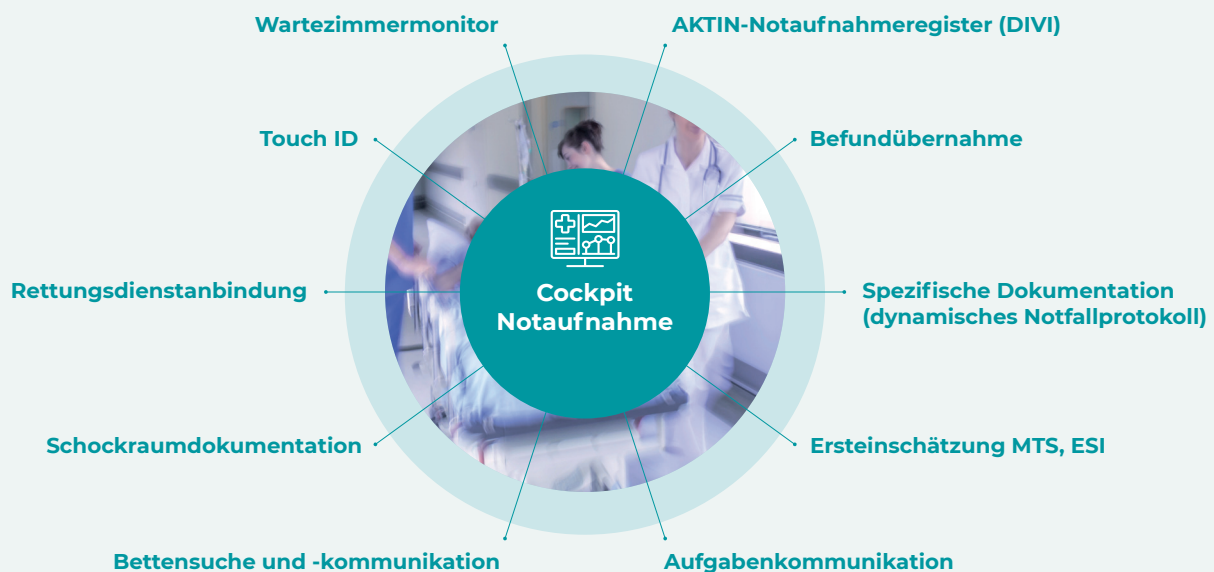 Wartezimmermonitor
AKTIN-Notaufnahmeregister (DIVI)
Touch ID
Befundübernahme
Cockpit
Notaufnahme
Rettungsdienstanbindung
Spezifische Dokumentation
(dynamisches Notfallprotokoll)
Schockraumdokumentation
Ersteinschätzung MTS, ESI
Bettensuche und -kommunikation
Aufgabenkommunikation